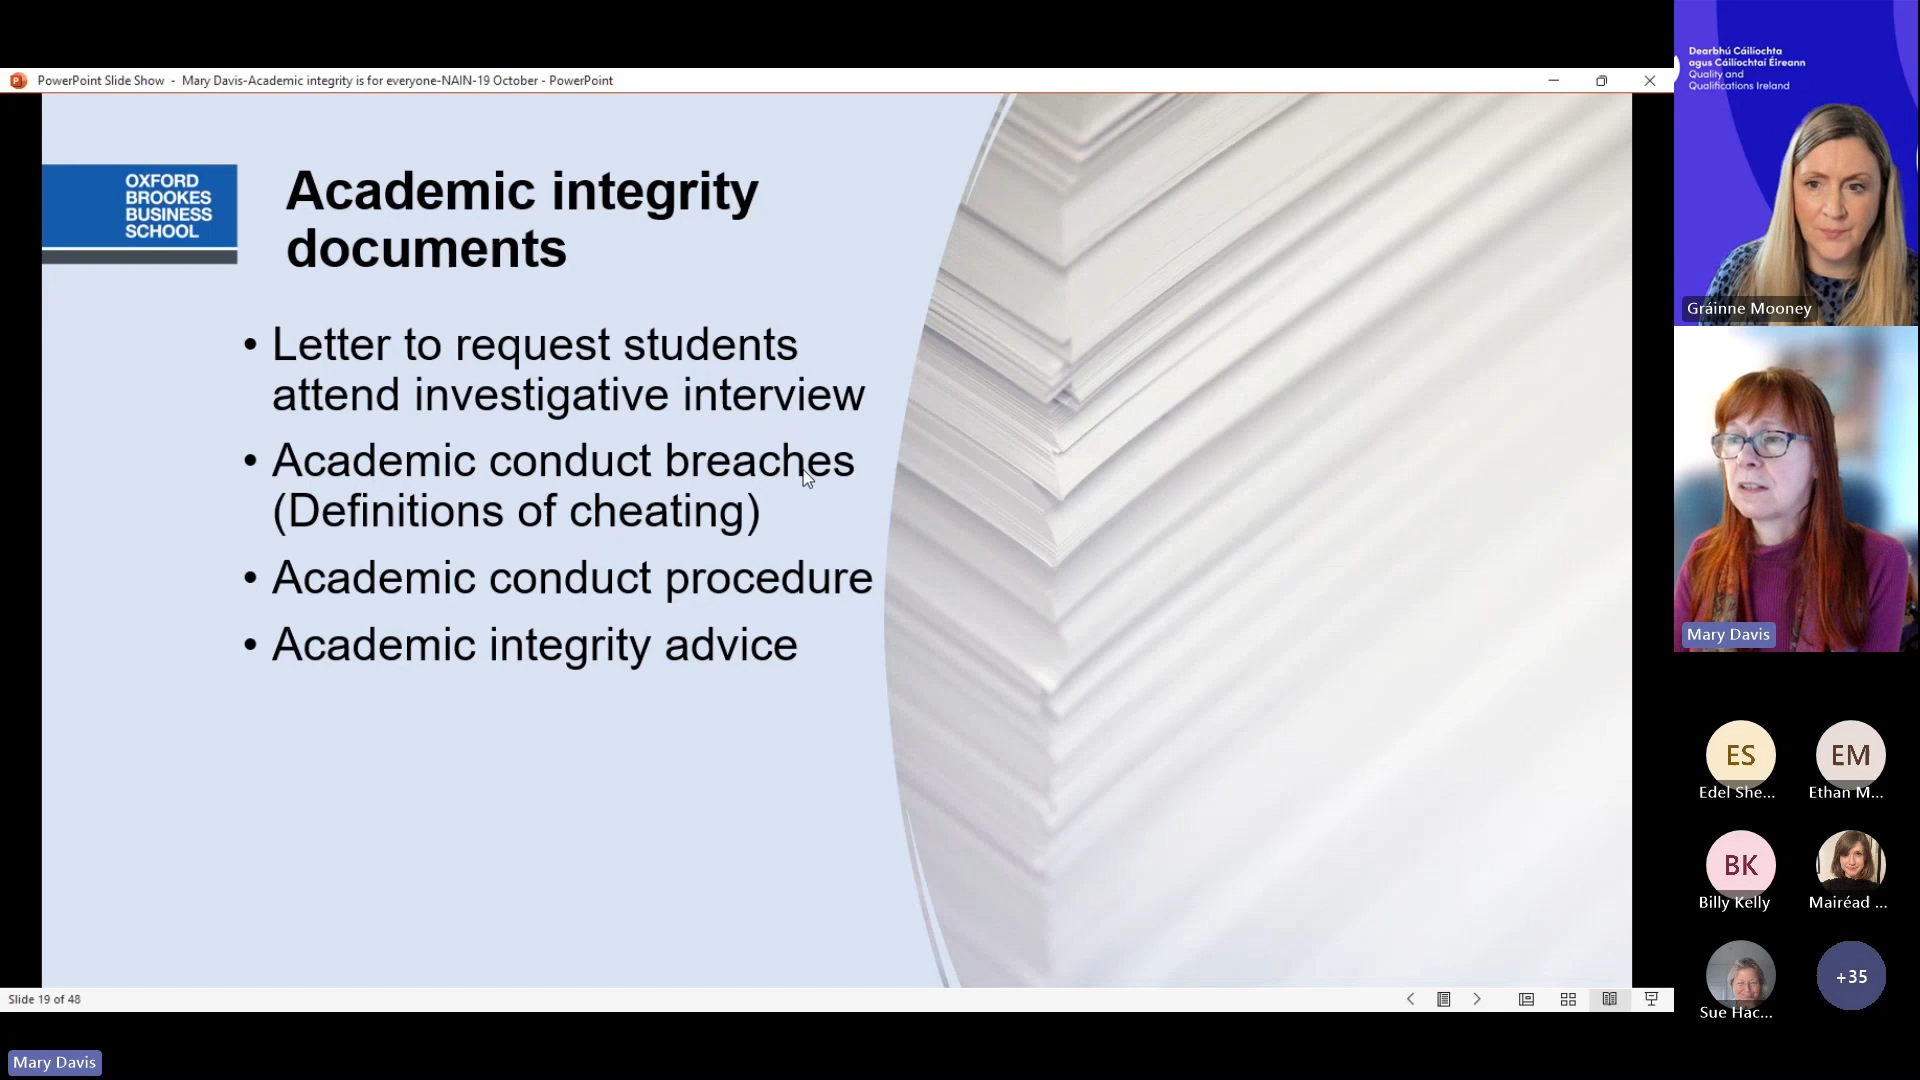 PowerPoint Slide Show - Mary Davis-Academic integrity is for everyone-NAIN-19 October - PowerPoint
OXFORD
BROOKES
BUSINESS
SCHOOL
Academic integrity
documents
• Letter to request students
attend investigative interview
• Academic conduct breaches
(Definitions of cheating)
• Academic conduct procedure
• Academic integrity advice
Slide 19 of 48
Mary Davis
Dearbhú Cáilíochta
agus Cáilíochtaí Éireann
Quality and
Qualifications Ireland
Gráinne Mooney
Mary Davis
ES
Edel She...
EM
Ethan M...
BK
Billy Kelly
Mairéad ...
Sue Hac...
+35